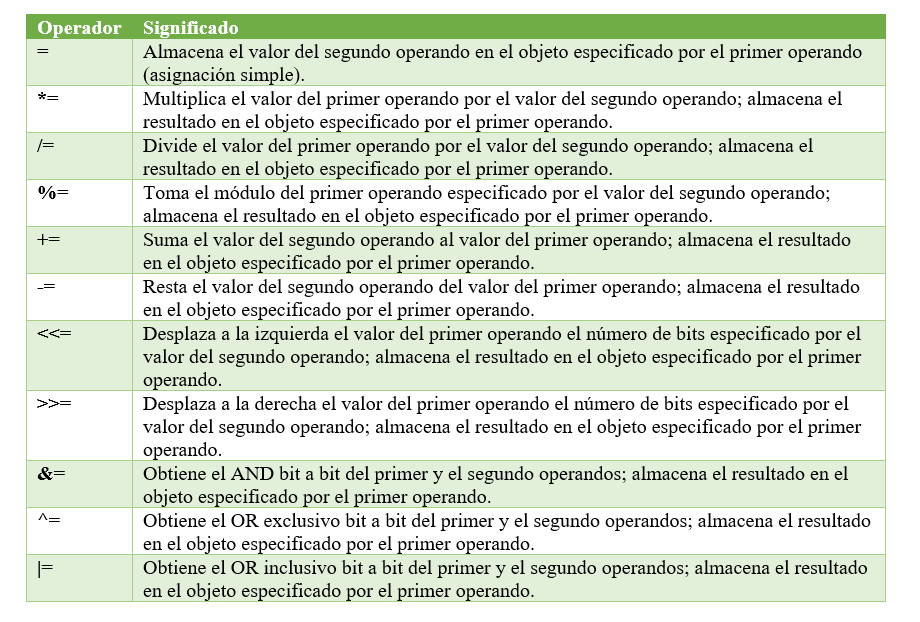 Operador Significado
= Almacena el valor del segundo operando en el objeto especificado por el primer operando
(asignación simple).
*= Multiplica el valor del primer operando por el valor del segundo operando; almacena el
resultado en el objeto especificado por el primer operando.
/= Divide el valor del primer operando por el valor del segundo operando; almacena el
resultado en el objeto especificado por el primer operando.
%= Toma el módulo del primer operando especificado por el valor del segundo operando;
almacena el resultado en el objeto especificado por el primer operando.
+= Suma el valor del segundo operando al valor del primer operando; almacena el resultado
en el objeto especificado por el primer operando.
-= Resta el valor del segundo operando del valor del primer operando; almacena el resultado
en el objeto especificado por el primer operando.
<<= Desplaza a la izquierda el valor del primer operando el número de bits especificado por el
valor del segundo operando; almacena el resultado en el objeto especificado por el primer
operando.
>>= Desplaza a la derecha el valor del primer operando el número de bits especificado por el
valor del segundo operando; almacena el resultado en el objeto especificado por el primer
operando.
&= Obtiene el AND bit a bit del primer y el segundo operandos; almacena el resultado en el
objeto especificado por el primer operando.
^= Obtiene el OR exclusivo bit a bit del primer y el segundo operandos; almacena el resultado
en el objeto especificado por el primer operando.
|= Obtiene el OR inclusivo bit a bit del primer y el segundo operandos; almacena el resultado
en el objeto especificado por el primer operando.